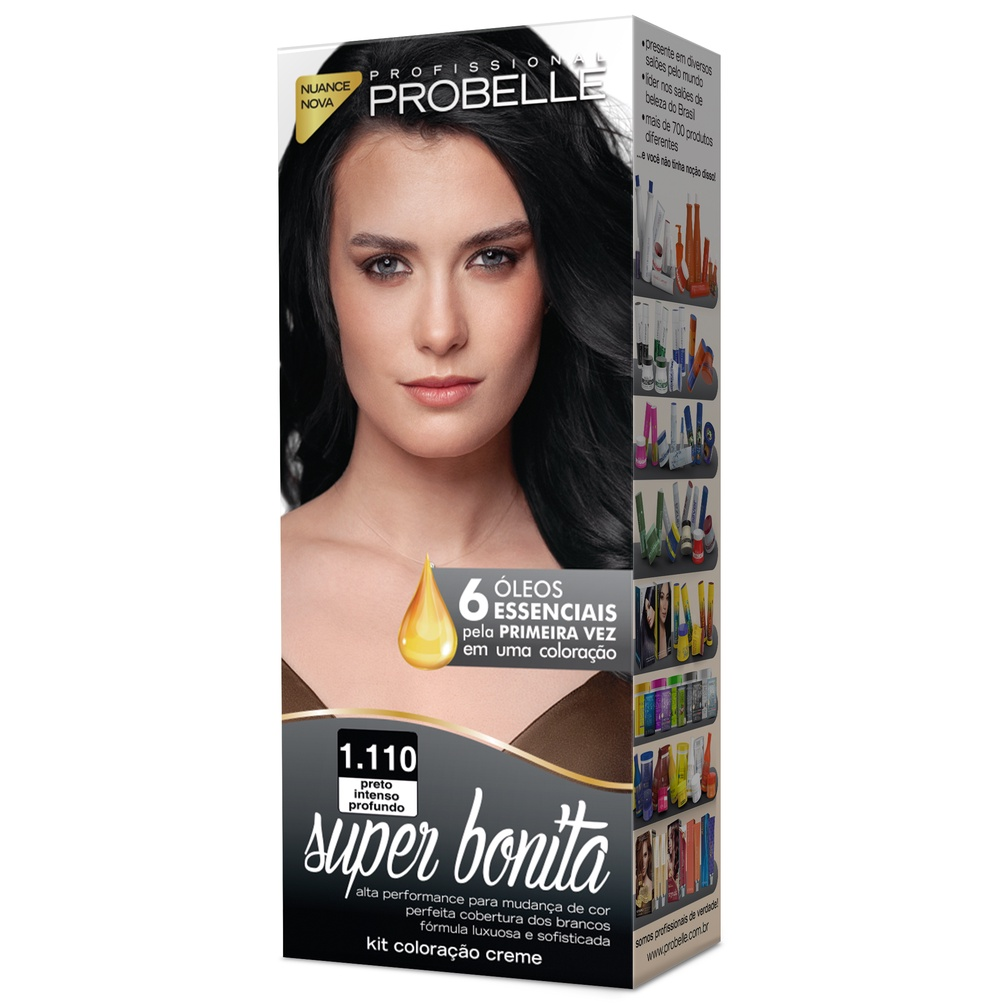 NUANCE
NOVA
PROFISSIONAL
PROBELLE
6 ÓLEOS
ESSENCIAIS
pela PRIMEIRA VEZ
em uma coloração
1.110
preto
intenso
profundo
super bonita
alta performance para mudança de cor
perfeita cobertura dos brancos
fórmula luxuosa e sofisticada
kit coloração creme
•presente em diversos
salões pelo mundo
•líder nos salões de
beleza do Brasil
•mais de 700 produtos
diferentes
...e você não tinha noção disso!
somos profissionais de verdade!
www.probelle.com.br